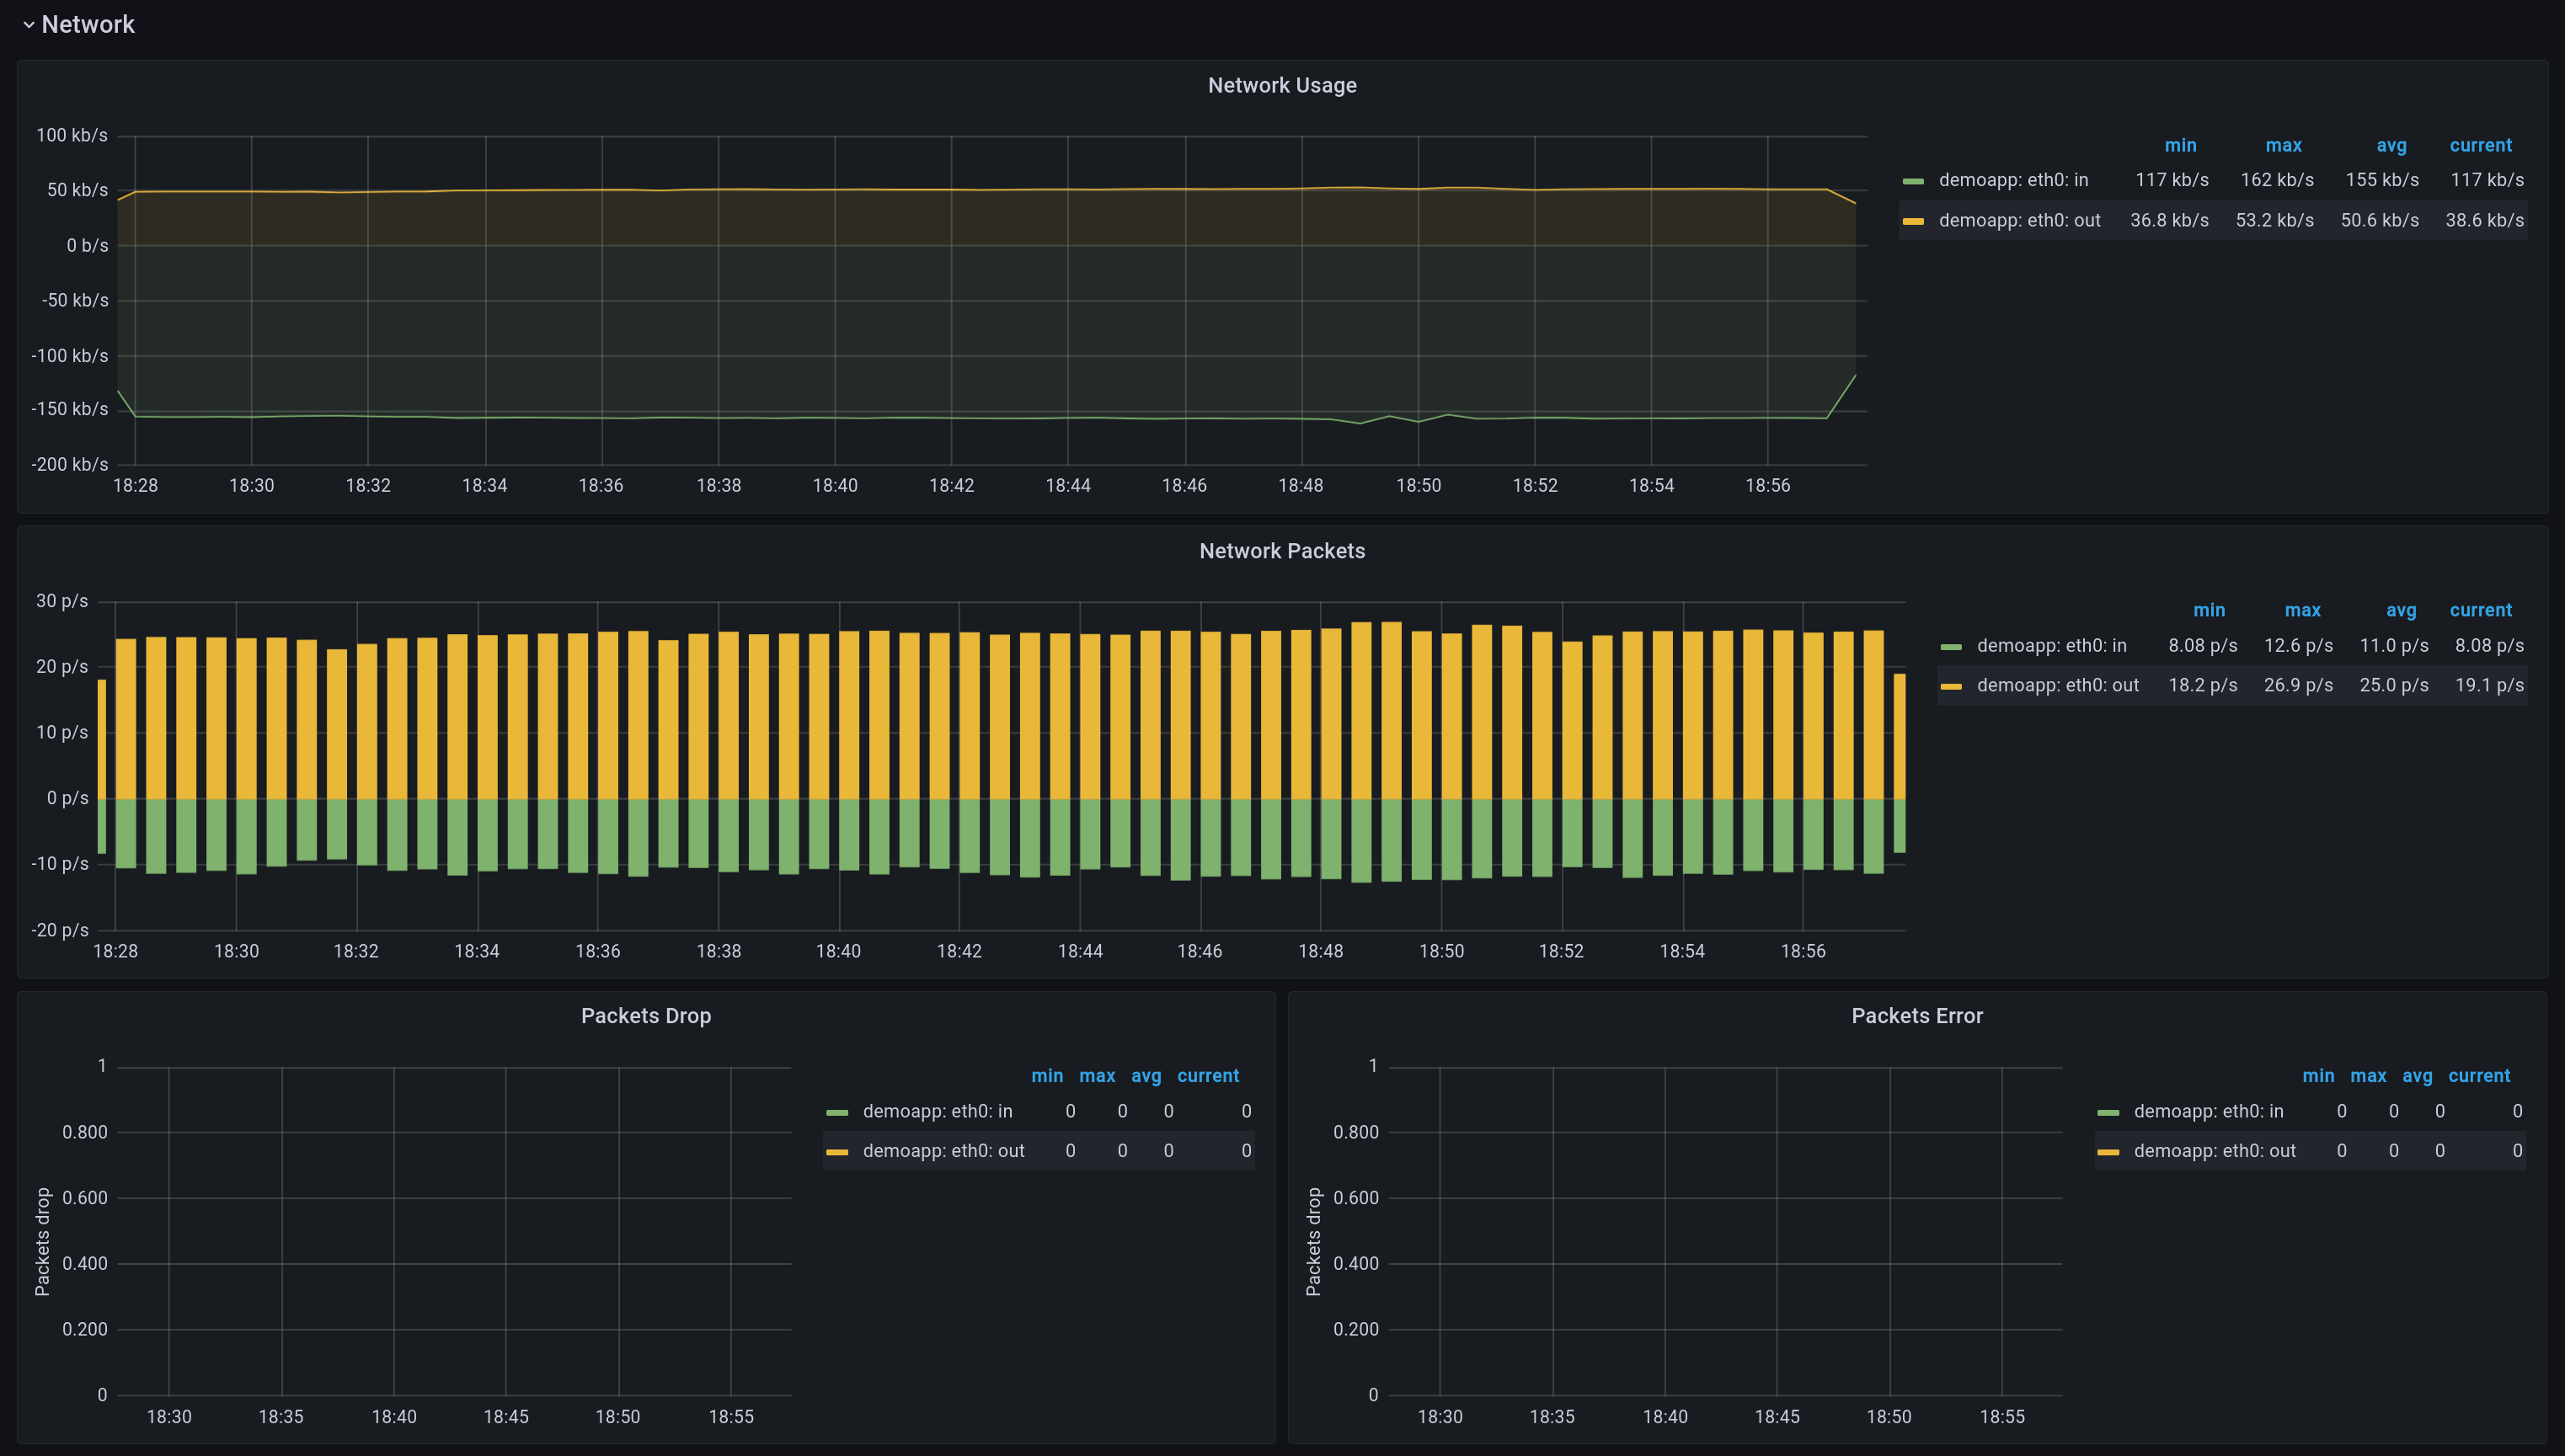 Network
Network Usage
100 kb/s
50 kb/s
0 b/s
-50 kb/s
-100 kb/s
-150 kb/s
-200 kb/s
18:28 18:30 18:32 18:34 18:36 18:38 18:40 18:42 18:44 18:46 18:48 18:50 18:52 18:54 18:56
min max avg current
demoapp: eth0: in 117 kb/s 162 kb/s 155 kb/s 117 kb/s
demoapp: eth0: out 36.8 kb/s 53.2 kb/s 50.6 kb/s 38.6 kb/s
Network Packets
30 p/s
20 p/s
10 p/s
0 p/s
-10 p/s
-20 p/s
18:28 18:30 18:32 18:34 18:36 18:38 18:40 18:42 18:44 18:46 18:48 18:50 18:52 18:54 18:56
min max avg current
demoapp: eth0: in 8.08 p/s 12.6 p/s 11.0 p/s 8.08 p/s
demoapp: eth0: out 18.2 p/s 26.9 p/s 25.0 p/s 19.1 p/s
Packets Drop
Packets drop
1
0.800
0.600
0.400
0.200
0
18:30 18:35 18:40 18:45 18:50 18:55
min max avg current
demoapp: eth0: in 0 0 0 0
demoapp: eth0: out 0 0 0 0
Packets Error
Packets drop
1
0.800
0.600
0.400
0.200
0
18:30 18:35 18:40 18:45 18:50 18:55
min max avg current
demoapp: eth0: in 0 0 0 0
demoapp: eth0: out 0 0 0 0